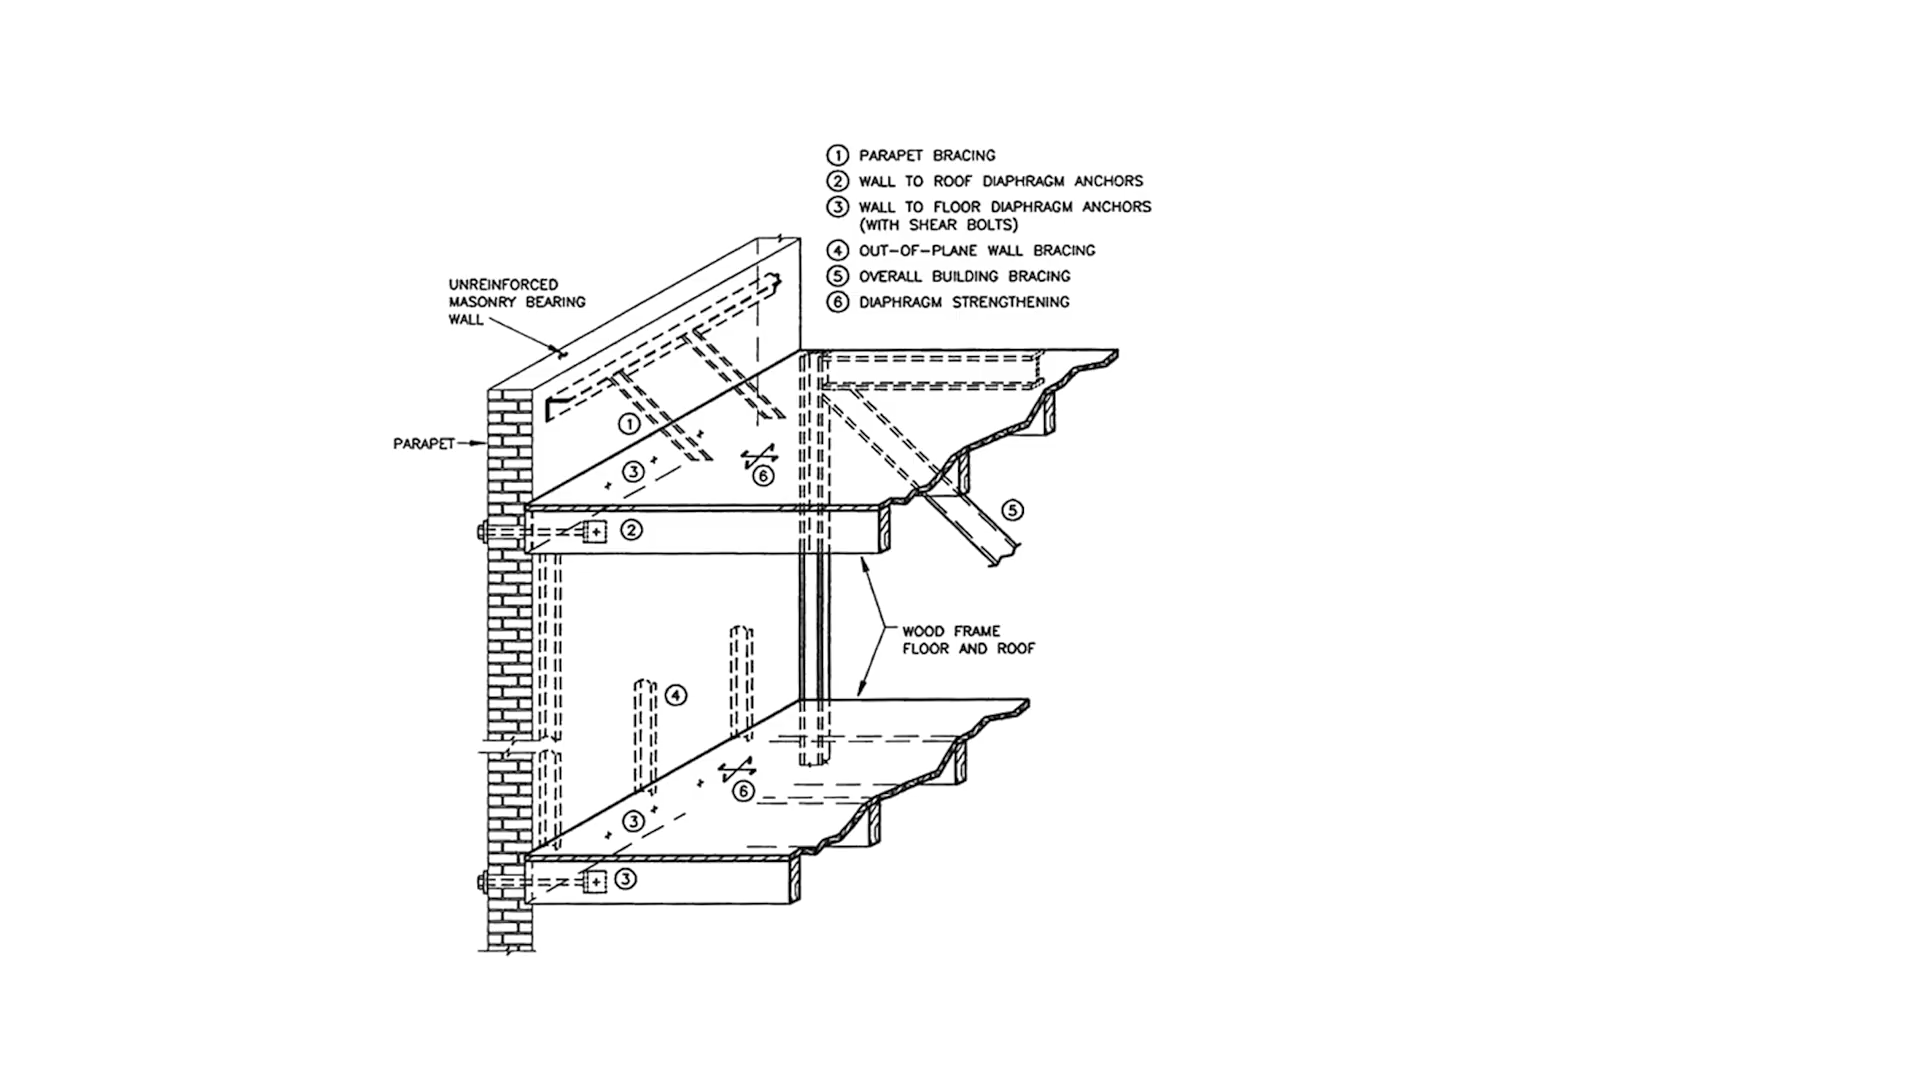 ① PARAPET BRACING
② WALL TO ROOF DIAPHRAGM ANCHORS
③ WALL TO FLOOR DIAPHRAGM ANCHORS
(WITH SHEAR BOLTS)
④ OUT-OF-PLANE WALL BRACING
⑤ OVERALL BUILDING BRACING
⑥ DIAPHRAGM STRENGTHENING
UNREINFORCED
MASONRY BEARING
WALL
PARAPET
①
③
⑥
②
⑤
WOOD FRAME
FLOOR AND ROOF
④
⑥
③
③